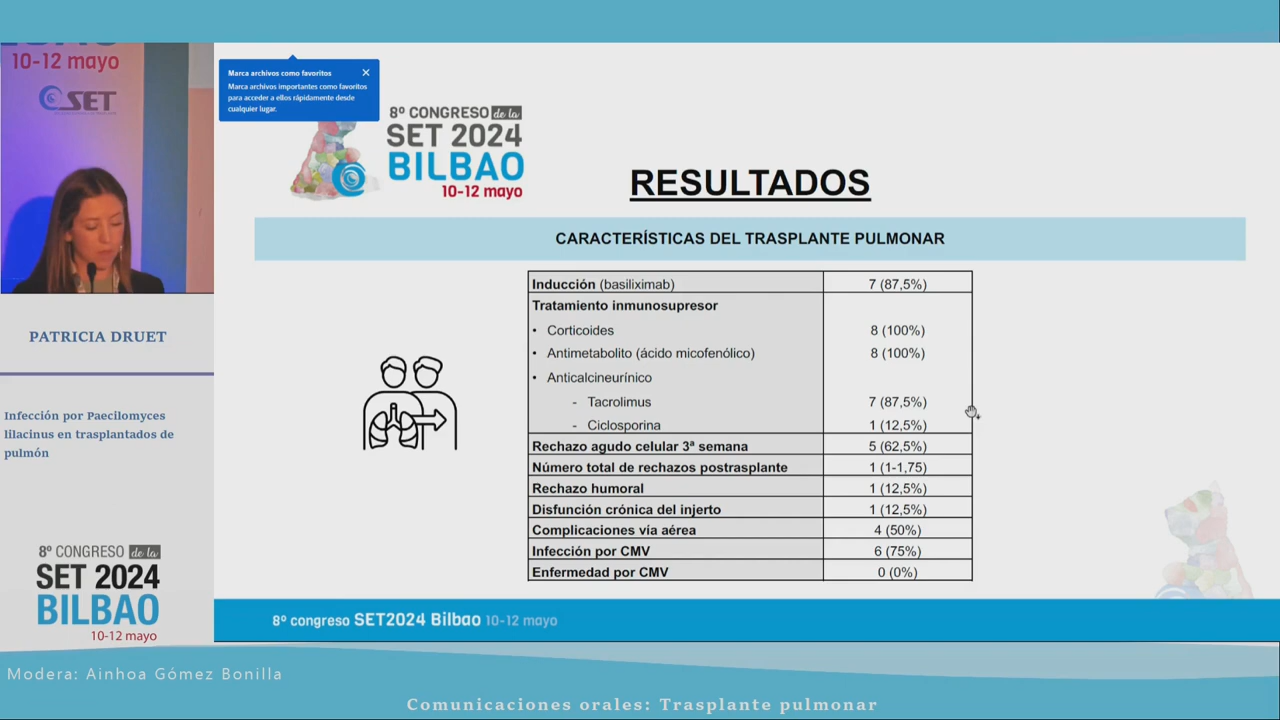 10-12 mayo
SET
PATRICIA DRUET
Infección por Paecilomyces
lilacinus en trasplantados de
pulmón
8º CONGRESO de la
SET 2024
BILBAO
10-12 mayo
Marca archivos como favoritos
Marca archivos importantes como favoritos
para acceder a ellos rápidamente desde
cualquier lugar.
8º CONGRESO de la
SET 2024
BILBAO
10-12 mayo
RESULTADOS
CARACTERÍSTICAS DEL TRASPLANTE PULMONAR
Inducción (basiliximab) 7 (87,5%)
Tratamiento inmunosupresor
• Corticoides 8 (100%)
• Antimetabolito (ácido micofenólico) 8 (100%)
• Anticalcineurínico
- Tacrolimus 7 (87,5%)
- Ciclosporina 1 (12,5%)
Rechazo agudo celular 3ª semana 5 (62,5%)
Número total de rechazos postrasplante 1 (1-1,75)
Rechazo humoral 1 (12,5%)
Disfunción crónica del injerto 1 (12,5%)
Complicaciones vía aérea 4 (50%)
Infección por CMV 6 (75%)
Enfermedad por CMV 0 (0%)
8º congreso SET2024 Bilbao 10-12 mayo
Modera: Ainhoa Gómez Bonilla
Comunicaciones orales: Trasplante pulmonar